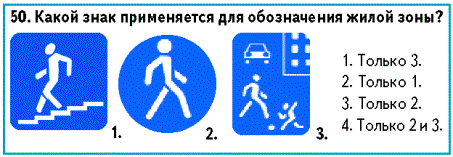 50. Какой знак применяется для обозначения жилой зоны?
1. Только 3.
2. Только 1.
3. Только 2.
4. Только 2 и 3.
1. 2. 3.